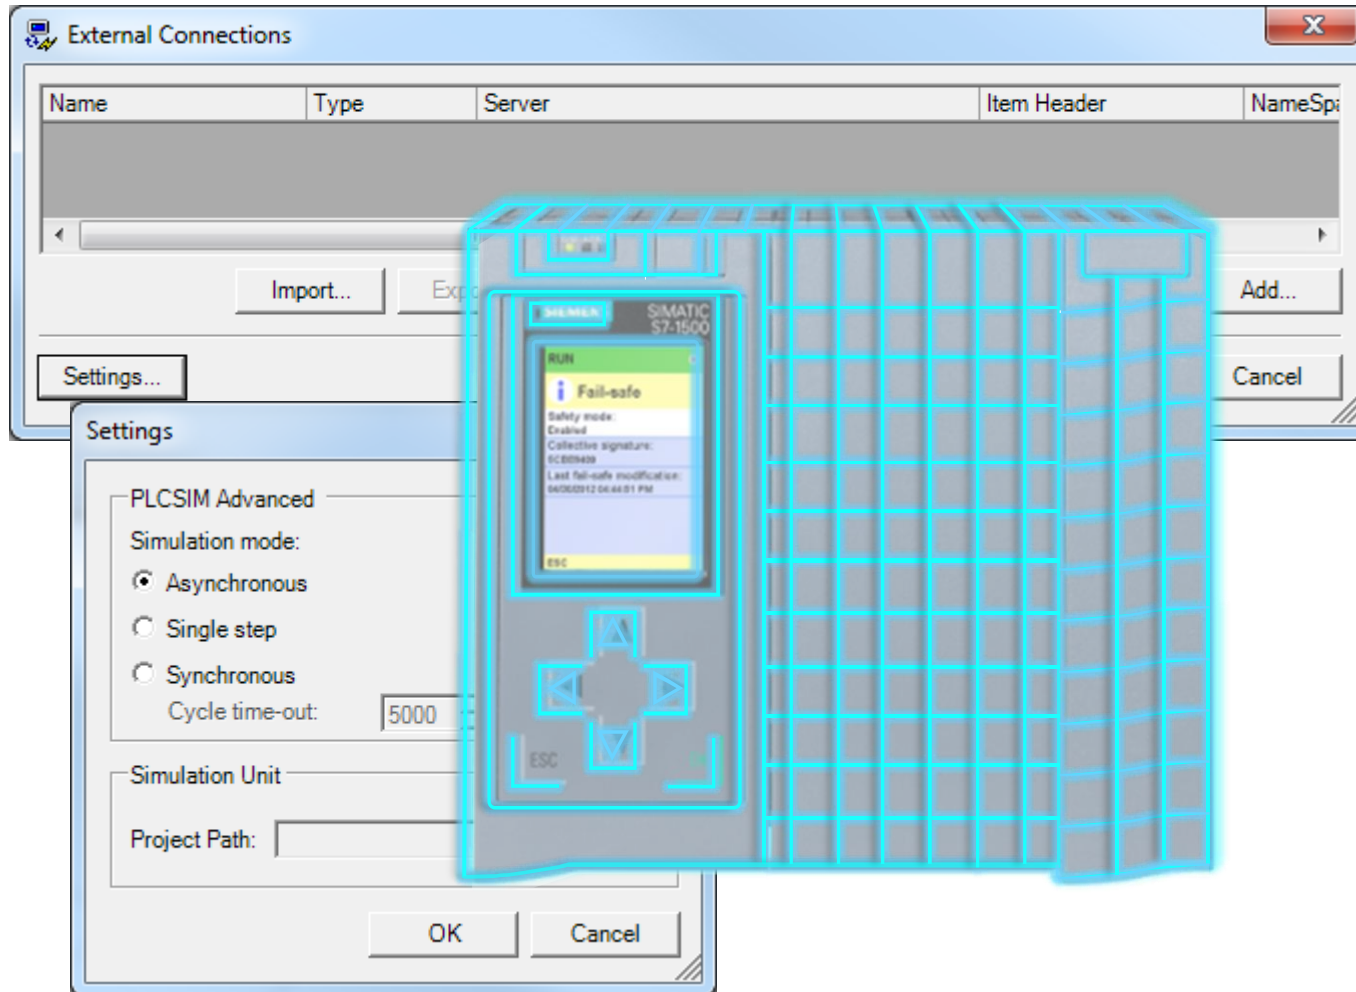 External Connections
Name Type Server Item Header NameSpa
Import... Expo Add...
Settings... Cancel
SIEMENS SIMATIC
S7-1500
RUN
Fail-safe
Safety mode:
Enabled
Collective signature:
Last fail-safe modification:
ESC
ESC OK
Settings
PLCSIM Advanced
Simulation mode:
Asynchronous
Single step
Synchronous
Cycle time-out: 5000
Simulation Unit
Project Path:
OK Cancel